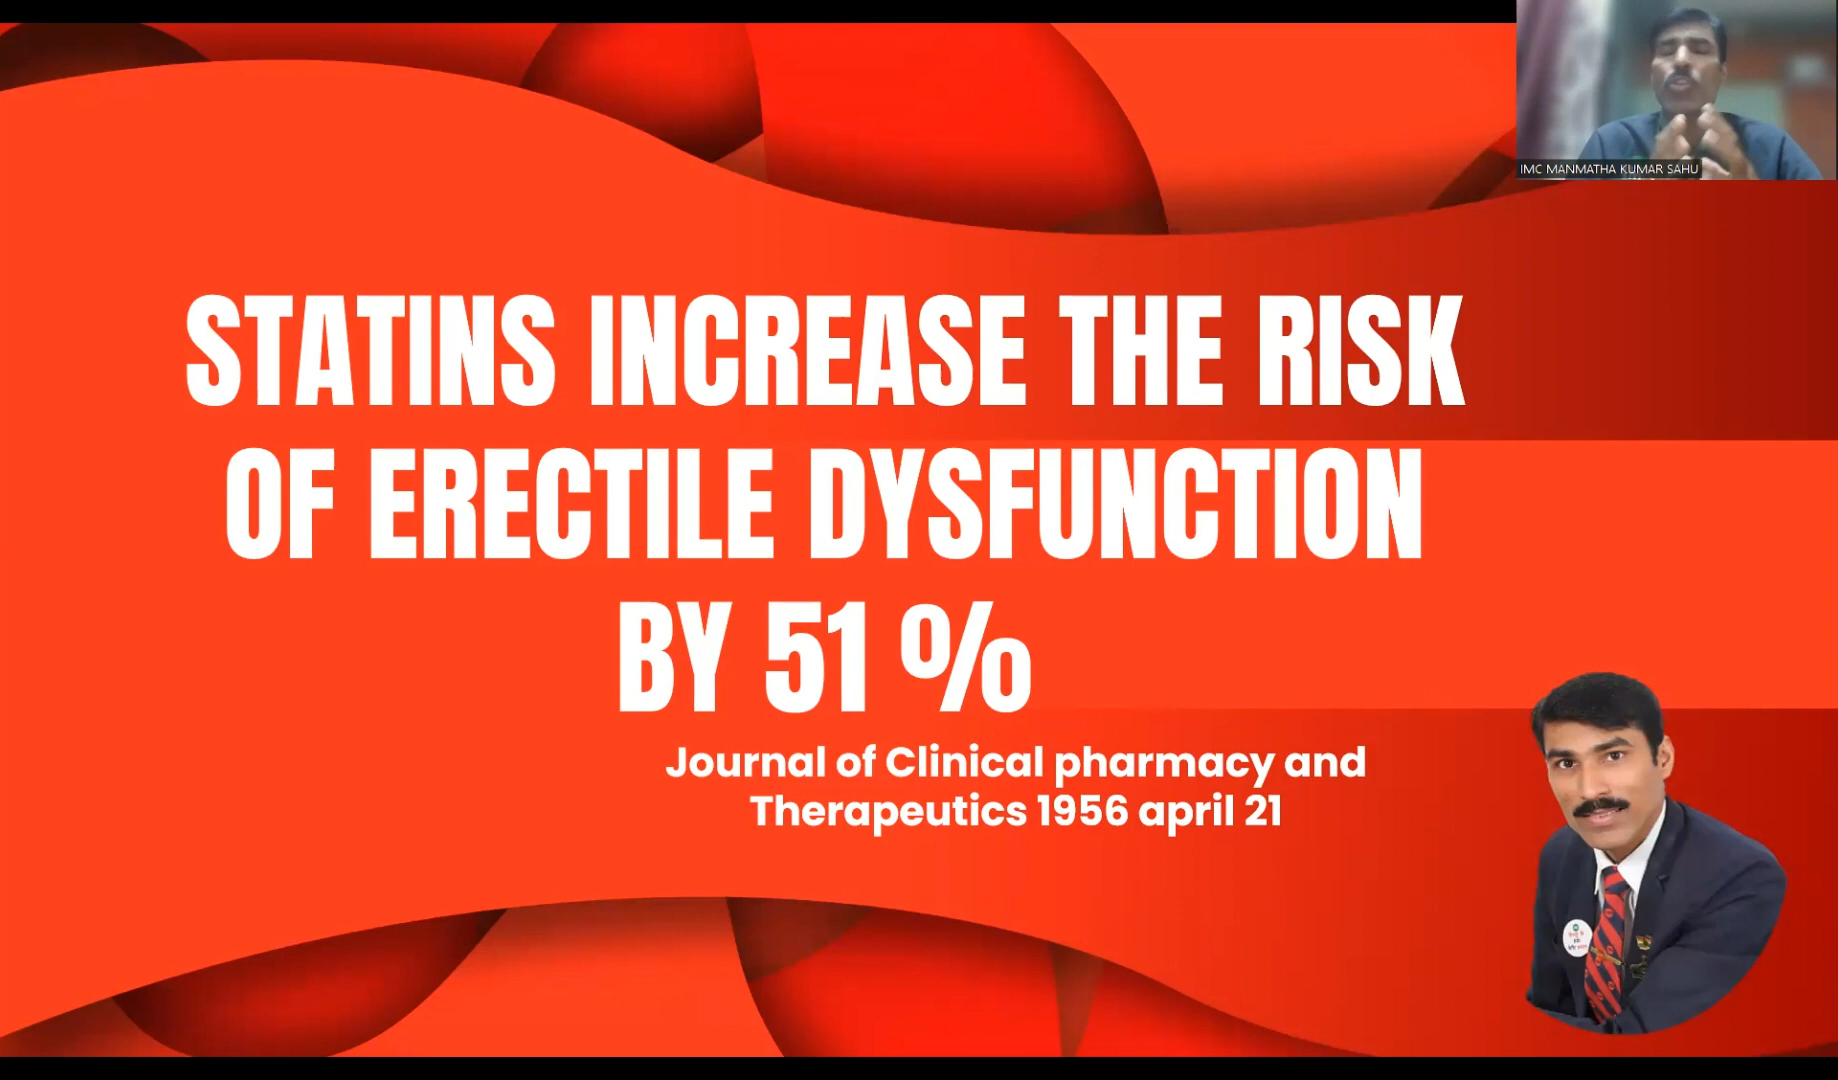 IMC MANMATHA KUMAR SAHU
STATINS INCREASE THE RISK
OF ERECTILE DYSFUNCTION
BY 51 %
Journal of Clinical pharmacy and
Therapeutics 1956 april 21